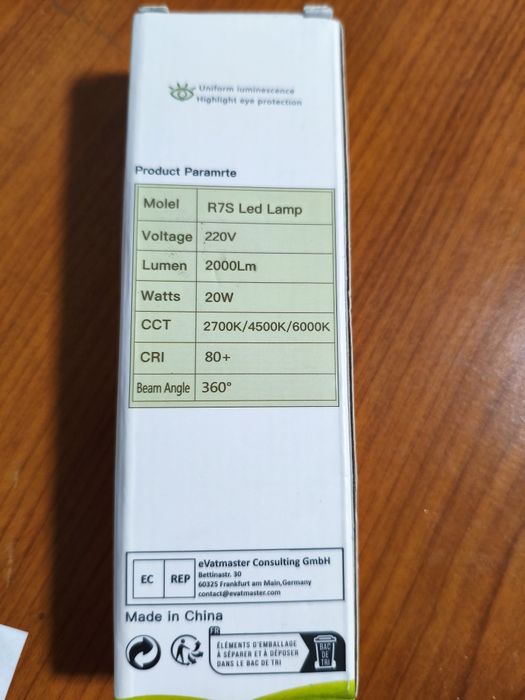 Uniform luminescence
Highlight eye protection
Product Paramrte
Molel R7S Led Lamp
Voltage 220V
Lumen 2000Lm
Watts 20W
CCT 2700K/4500K/6000K
CRI 80+
Beam Angle 360°
EC REP
eVatmaster Consulting GmbH
Bettinastr. 30
60325 Frankfurt am Main,Germany
contact@evatmaster.com
Made in China
FR
ÉLÉMENTS D'EMBALLAGE
À SÉPARER ET À DÉPOSER
DANS LE BAC DE TRI
BAC
DE
TRI